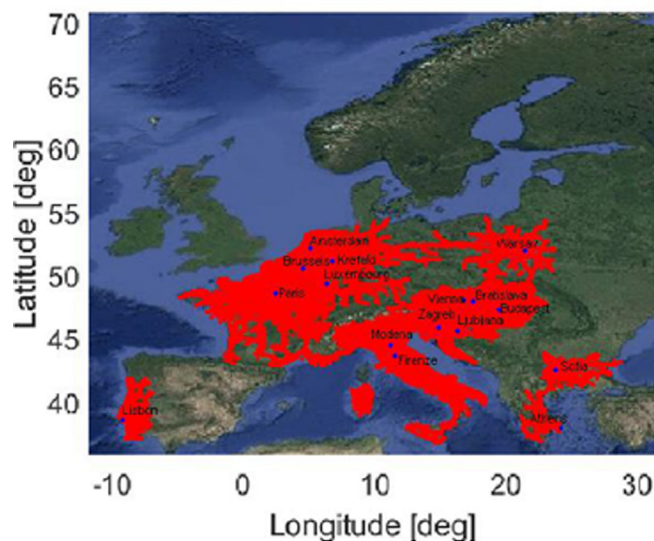 70
65
60
55
50
45
40
Latitude [deg]
Amsterdam
Warsaw
Brussels Krefeld
Luxembourg
Paris
Vienna Bratislava
Budapest
Zagreb
Ljubjana
Modena
Firenze
Sofia
Lisbon
Athens
-10 0 10 20 30
Longitude [deg]